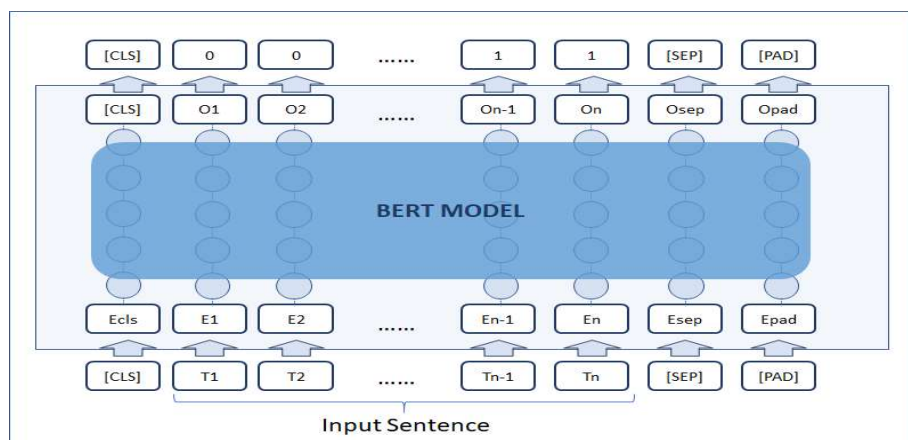 [CLS] 0 0 ...... 1 1 [SEP] [PAD]
[CLS] O1 O2 ...... On-1 On Osep Opad
BERT MODEL
Ecls E1 E2 ...... En-1 En Esep Epad
[CLS] T1 T2 ...... Tn-1 Tn [SEP] [PAD]
Input Sentence